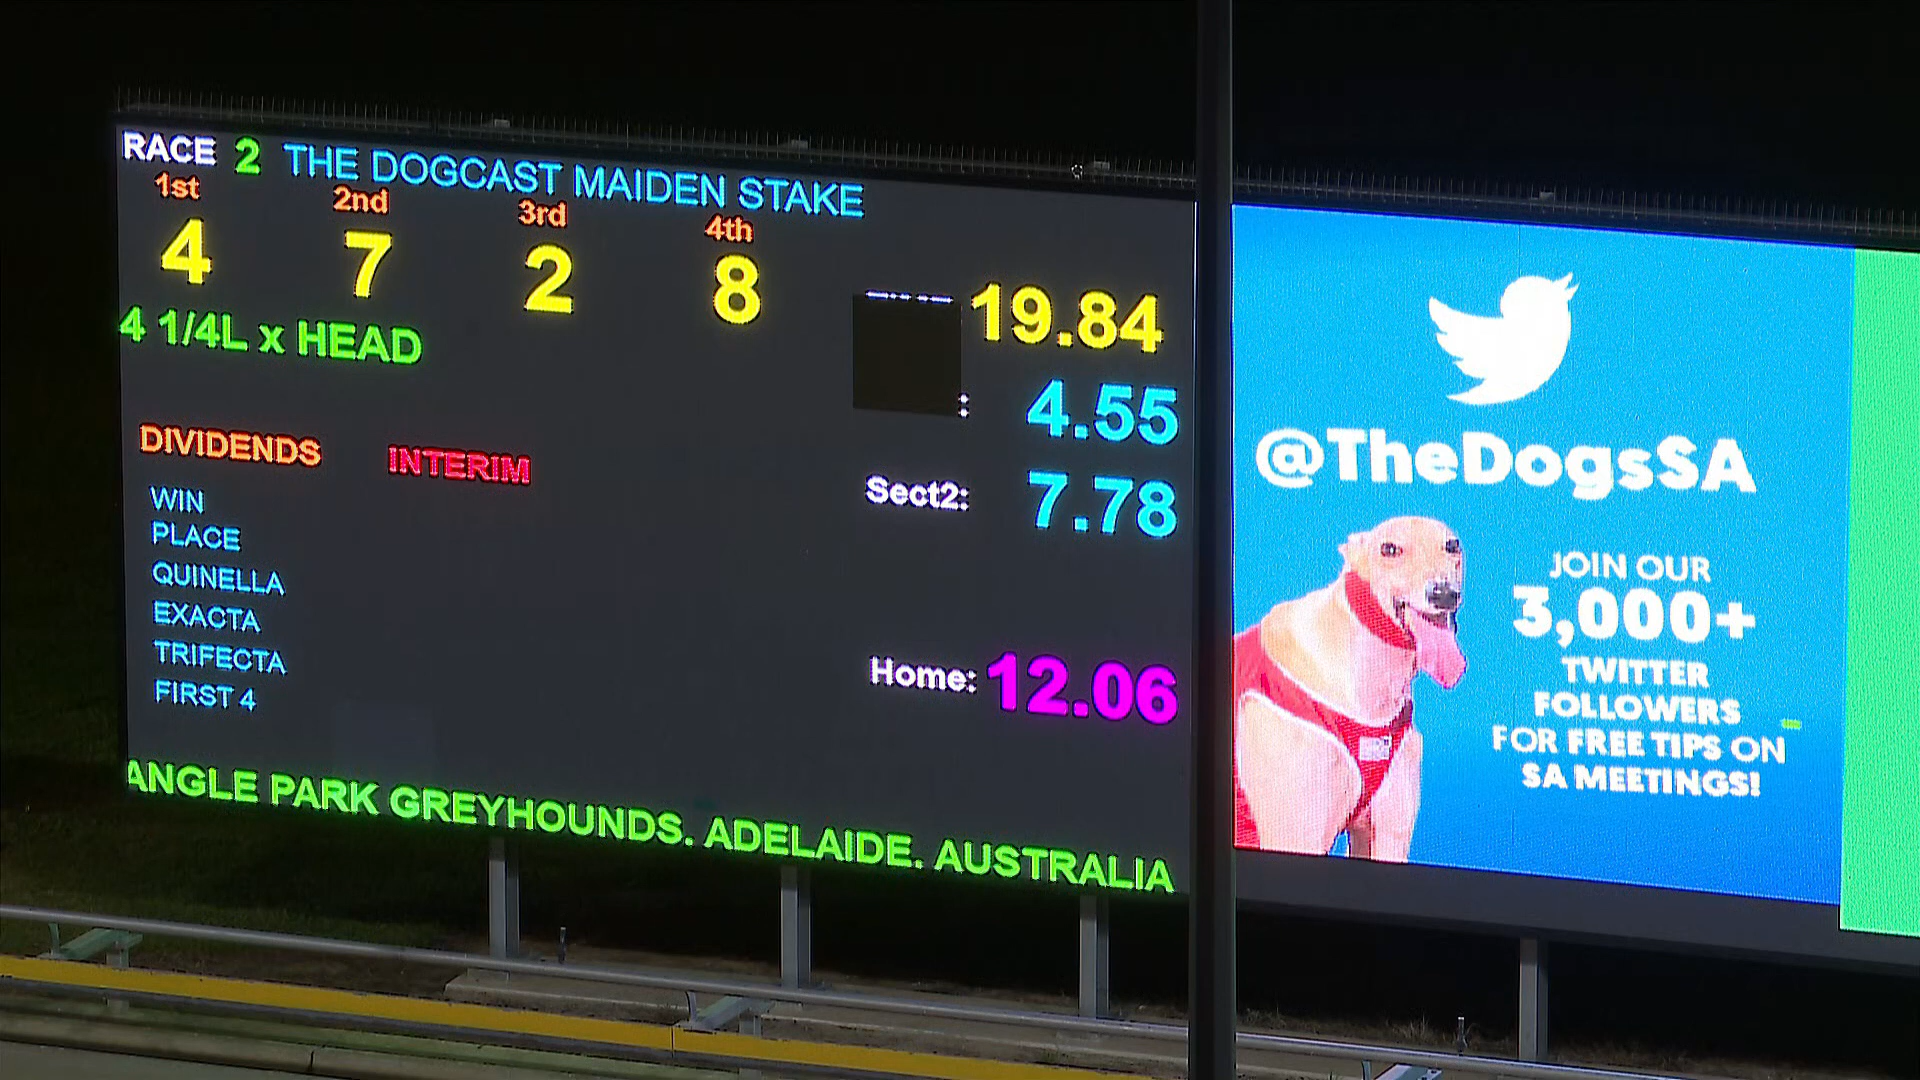 RACE 2 THE DOGCAST MAIDEN STAKE
1st 2nd 3rd 4th
4 7 2 8
4 1/4L x HEAD
19.84
: 4.55
Sect2: 7.78
Home: 12.06
DIVIDENDS INTERIM
WIN
PLACE
QUINELLA
EXACTA
TRIFECTA
FIRST 4
ANGLE PARK GREYHOUNDS. ADELAIDE. AUSTRALIA
@TheDogsSA
JOIN OUR
3,000+
TWITTER
FOLLOWERS
FOR FREE TIPS ON
SA MEETINGS!